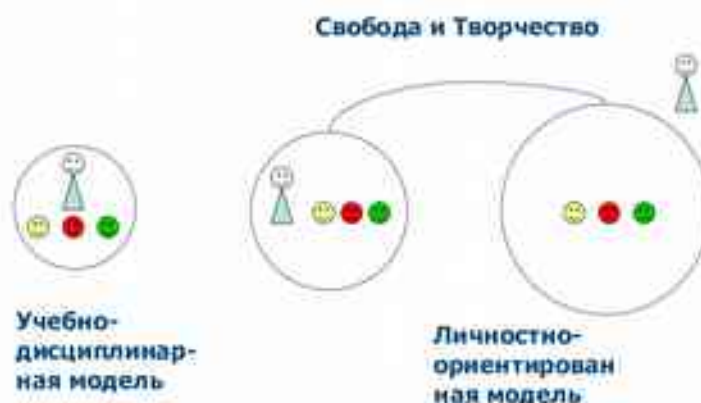 Свобода и Творчество
Учебно-
дисциплинар-
ная модель
Личностно-
ориентирован
ная модель